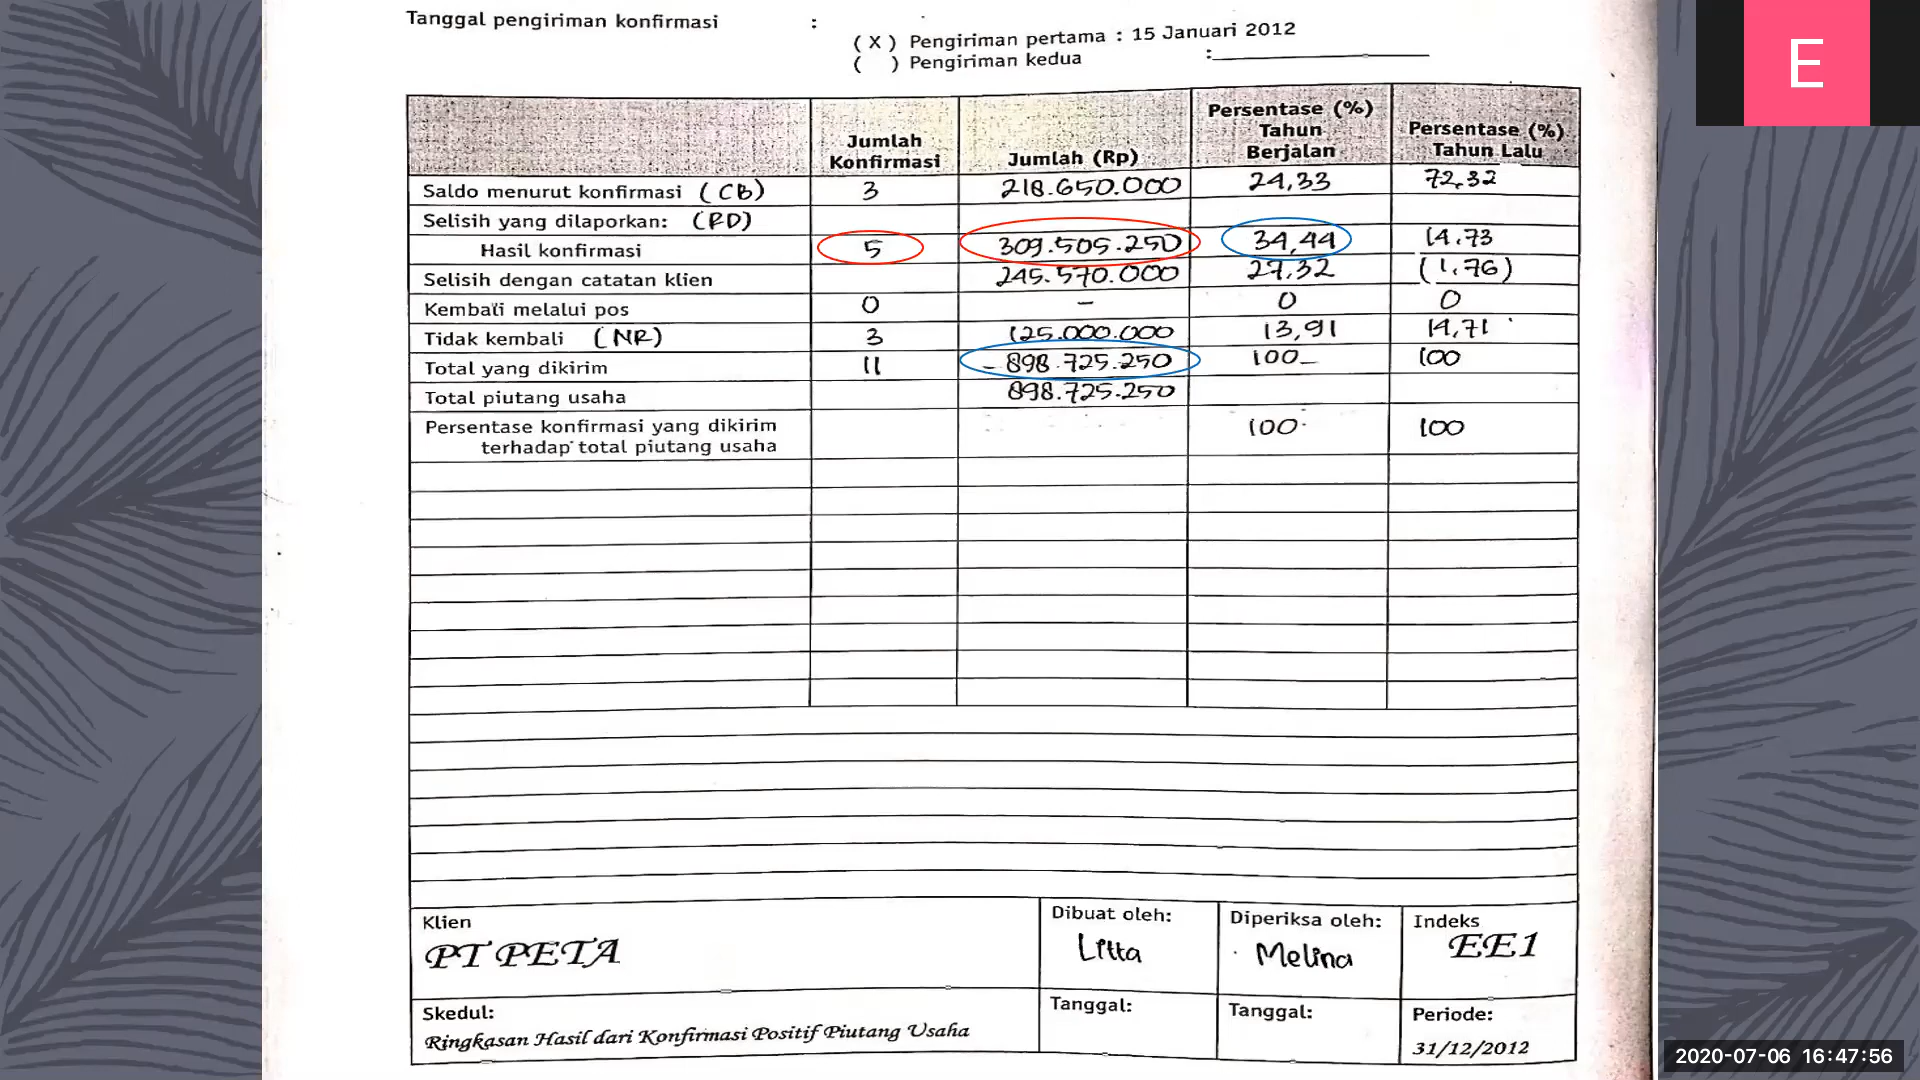 E
Tanggal pengiriman konfirmasi :
( X ) Pengiriman pertama : 15 Januari 2012
( ) Pengiriman kedua :
Jumlah Konfirmasi Jumlah (Rp) Persentase (%) Tahun Berjalan Persentase (%) Tahun Lalu
Saldo menurut konfirmasi (CB) 3 218.650.000 24,33 72,32
Selisih yang dilaporkan: (RD)
Hasil konfirmasi 5 309.505.250 34,44 14,73
Selisih dengan catatan klien 245.570.000 27,32 (1,76)
Kembali melalui pos 0 – 0 0
Tidak kembali (NR) 3 125.000.000 13,91 14,71
Total yang dikirim 11 898.725.250 100 100
Total piutang usaha 898.725.250
Persentase konfirmasi yang dikirim 100 100
terhadap total piutang usaha
Klien
PT PETA
Dibuat oleh:
Litta
Diperiksa oleh:
Melina
Indeks
EE1
Skedul:
Ringkasan Hasil dari Konfirmasi Positif Piutang Usaha
Tanggal:
Tanggal:
Periode:
31/12/2012
2020-07-06 16:47:56